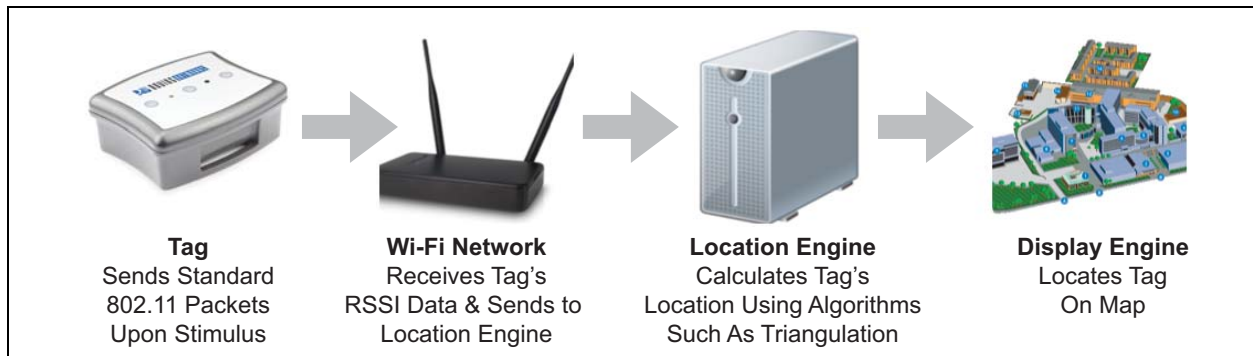 Tag
Sends Standard
802.11 Packets
Upon Stimulus
Wi-Fi Network
Receives Tag's
RSSI Data & Sends to
Location Engine
Location Engine
Calculates Tag's
Location Using Algorithms
Such As Triangulation
Display Engine
Locates Tag
On Map